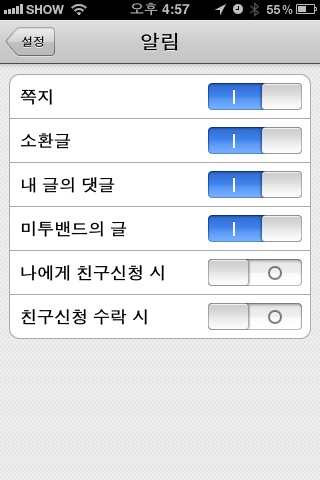 SHOW 오후 4:57 55%
설정 알림
쪽지
소환글
내 글의 댓글
미투밴드의 글
나에게 친구신청 시
친구신청 수락 시